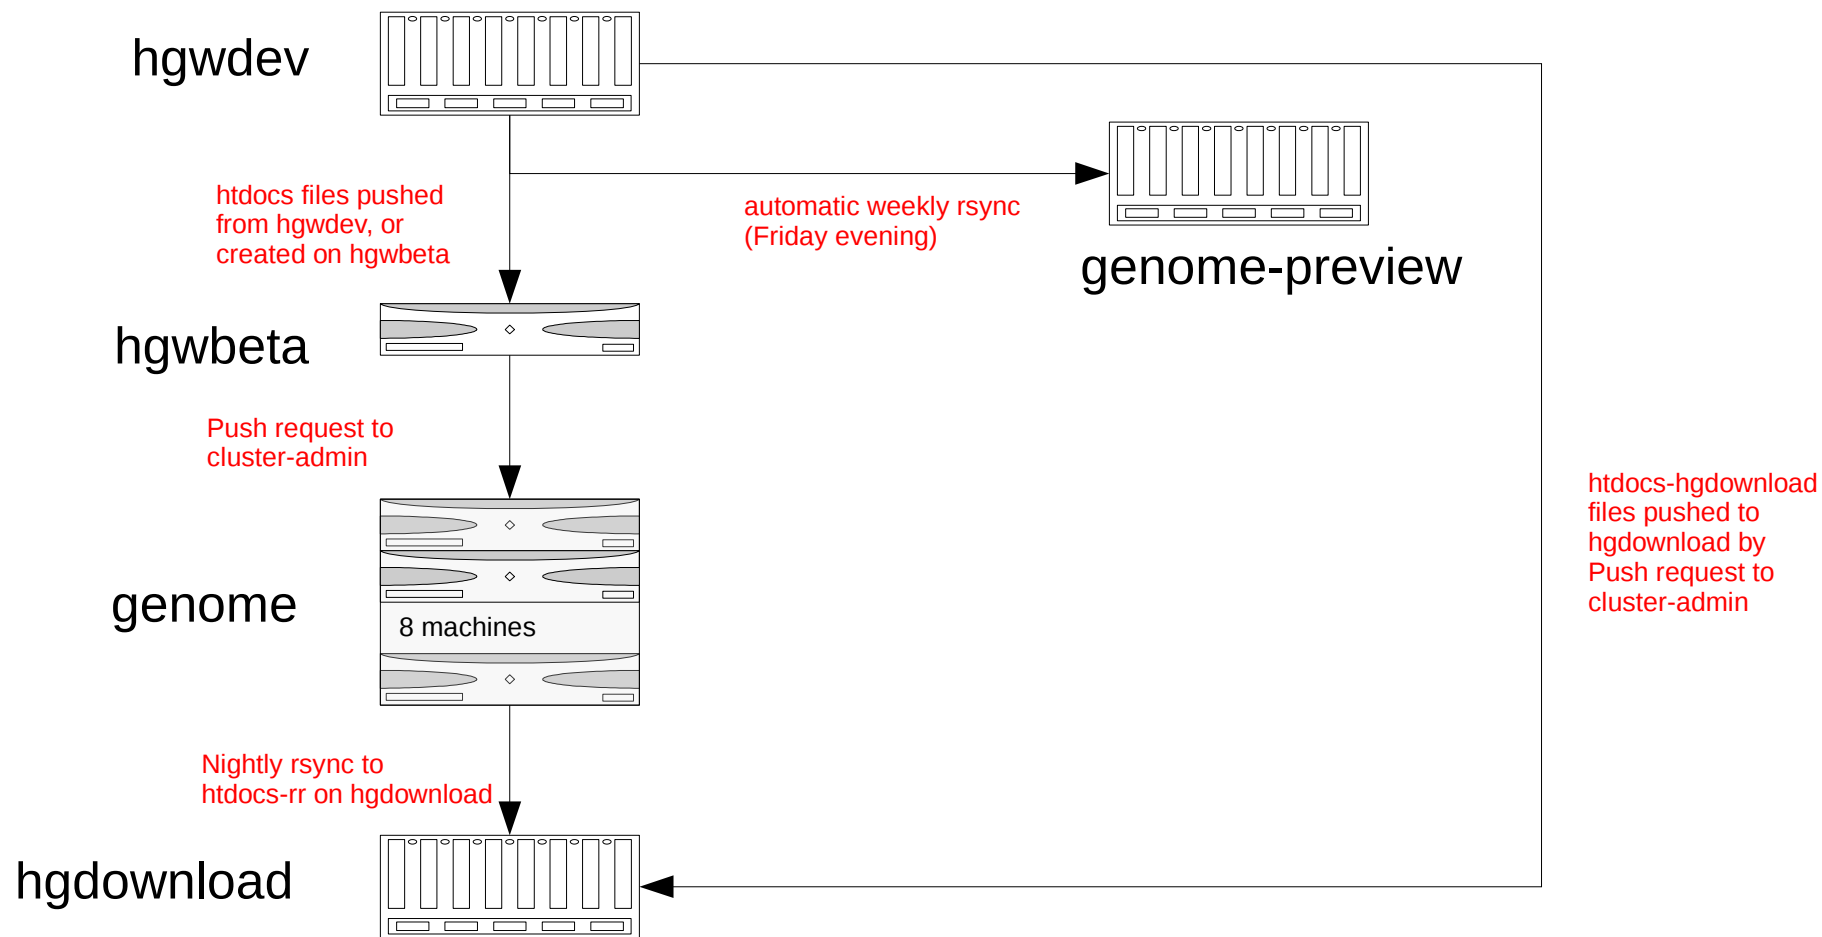 hgwdev
htdocs files pushed
from hgwdev, or
created on hgwbeta
automatic weekly rsync
(Friday evening)
genome-preview
hgwbeta
Push request to
cluster-admin
genome
8 machines
htdocs-hgdownload
files pushed to
hgdownload by
Push request to
cluster-admin
Nightly rsync to
htdocs-rr on hgdownload
hgdownload